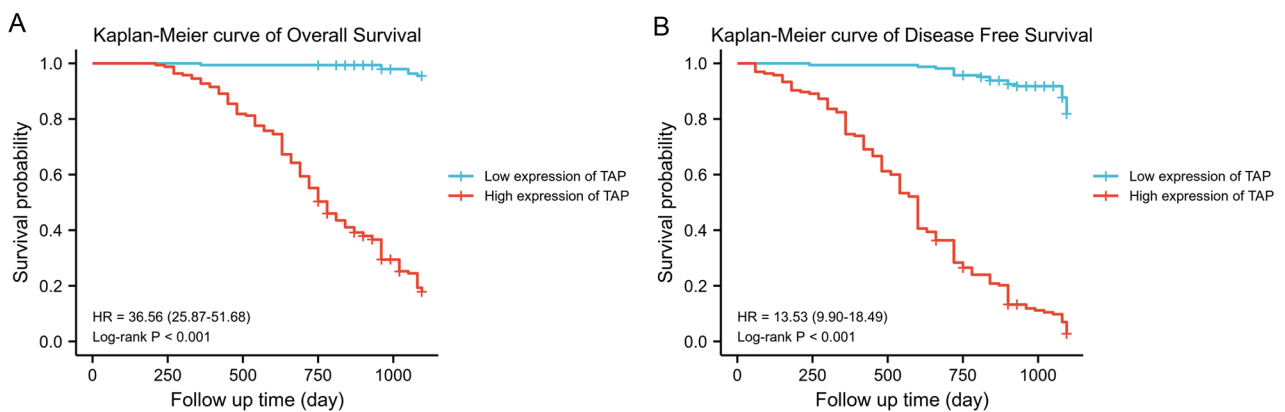 A
Kaplan-Meier curve of Overall Survival
Survival probability
1.0
0.8
0.6
0.4
0.2
0.0
HR = 36.56 (25.87-51.68)
Log-rank P < 0.001
0 250 500 750 1000
Follow up time (day)
Low expression of TAP
High expression of TAP
B
Kaplan-Meier curve of Disease Free Survival
Survival probability
1.0
0.8
0.6
0.4
0.2
0.0
HR = 13.53 (9.90-18.49)
Log-rank P < 0.001
0 250 500 750 1000
Follow up time (day)
Low expression of TAP
High expression of TAP